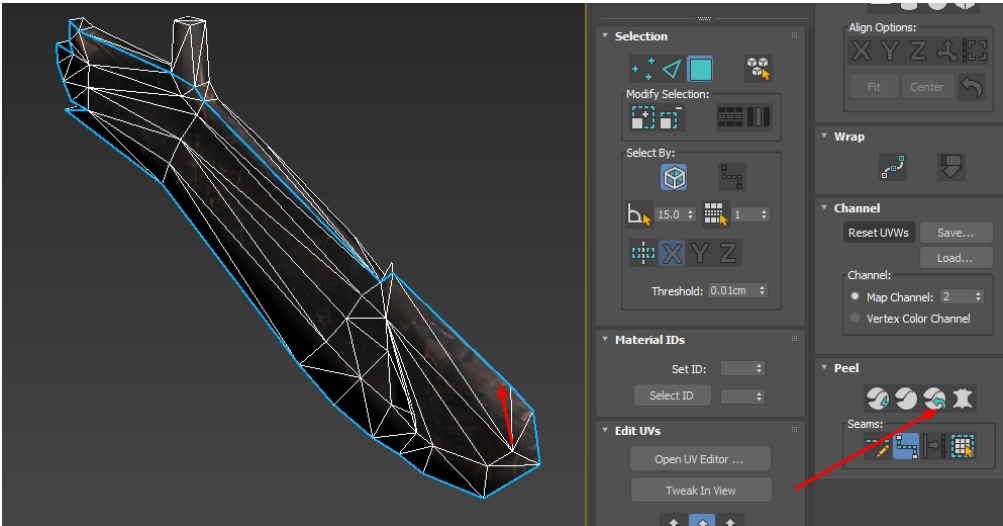 Selection
Modify Selection:
Select By:
15.0
1
X Y Z
Threshold: 0.01cm
Material IDs
Set ID:
Select ID
Edit UVs
Open UV Editor ...
Tweak In View
Align Options:
X Y Z
Fit
Center
Wrap
Channel
Reset UVWs
Save...
Load...
Channel:
Map Channel: 2
Vertex Color Channel
Peel
Seams: